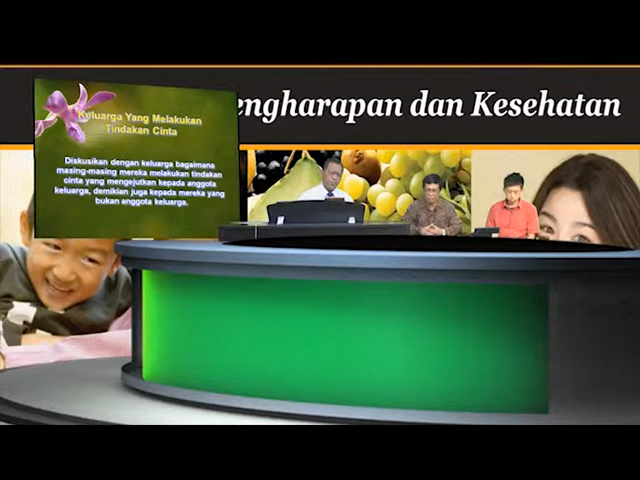 engharapan dan Kesehatan
Keluarga Yang Melakukan
Tindakan Cinta
Diskusikan dengan keluarga bagaimana
masing-masing mereka melakukan tindakan
cinta yang mengejutkan kepada anggota
keluarga, demikian juga kepada mereka yang
bukan anggota keluarga.